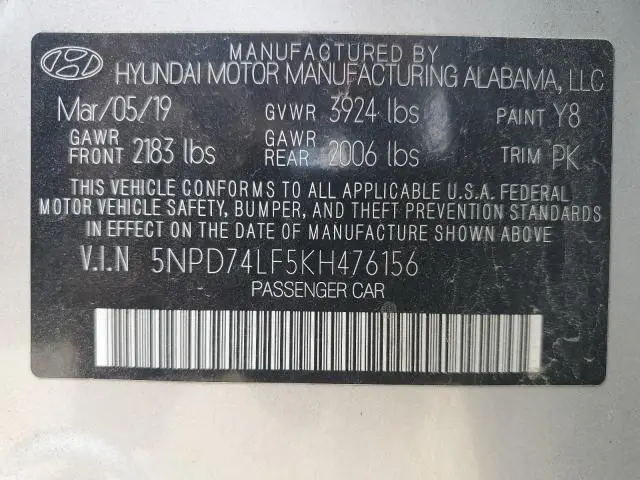 MANUFACTURED BY
HYUNDAI MOTOR MANUFACTURING ALABAMA, LLC
Mar/05/19 GVWR 3924 lbs PAINT Y8
GAWR FRONT 2183 lbs GAWR REAR 2006 lbs TRIM PK
THIS VEHICLE CONFORMS TO ALL APPLICABLE U.S.A. FEDERAL
MOTOR VEHICLE SAFETY, BUMPER, AND THEFT PREVENTION STANDARDS
IN EFFECT ON THE DATE OF MANUFACTURE SHOWN ABOVE.
V.I.N 5NPD74LF5KH476156
PASSENGER CAR